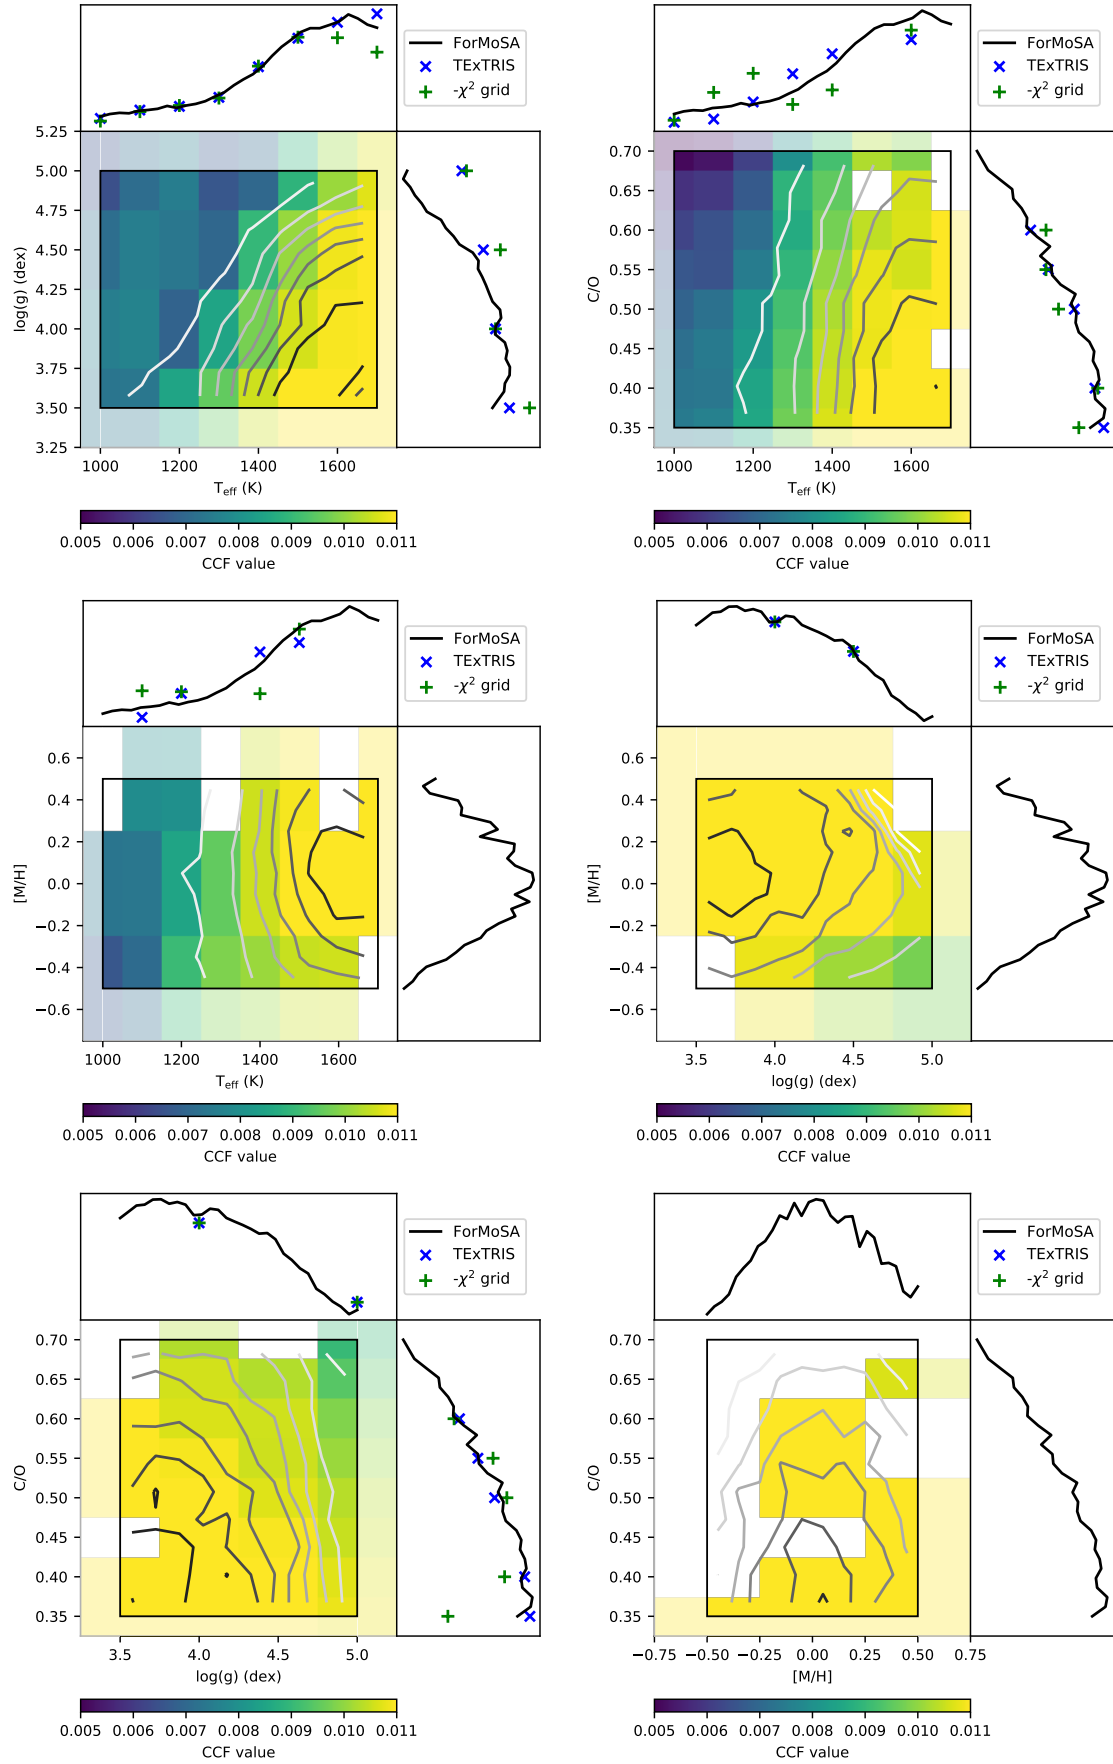 ForMoSA
TExTRIS
-χ² grid
5.25
5.00
4.75
4.50
4.25
4.00
3.75
3.50
3.25
log(g) (dex)
1000 1200 1400 1600
T_eff (K)
0.005 0.006 0.007 0.008 0.009 0.010 0.011
CCF value
ForMoSA
TExTRIS
-χ² grid
0.70
0.65
0.60
0.55
0.50
0.45
0.40
0.35
C/O
1000 1200 1400 1600
T_eff (K)
0.005 0.006 0.007 0.008 0.009 0.010 0.011
CCF value
ForMoSA
TExTRIS
-χ² grid
0.6
0.4
0.2
0.0
−0.2
−0.4
−0.6
[M/H]
1000 1200 1400 1600
T_eff (K)
0.005 0.006 0.007 0.008 0.009 0.010 0.011
CCF value
ForMoSA
TExTRIS
-χ² grid
0.6
0.4
0.2
0.0
−0.2
−0.4
−0.6
[M/H]
3.5 4.0 4.5 5.0
log(g) (dex)
0.005 0.006 0.007 0.008 0.009 0.010 0.011
CCF value
ForMoSA
TExTRIS
-χ² grid
0.70
0.65
0.60
0.55
0.50
0.45
0.40
0.35
C/O
3.5 4.0 4.5 5.0
log(g) (dex)
0.005 0.006 0.007 0.008 0.009 0.010 0.011
CCF value
ForMoSA
TExTRIS
-χ² grid
0.70
0.65
0.60
0.55
0.50
0.45
0.40
0.35
C/O
−0.75 −0.50 −0.25 0.00 0.25 0.50 0.75
[M/H]
0.005 0.006 0.007 0.008 0.009 0.010 0.011
CCF value